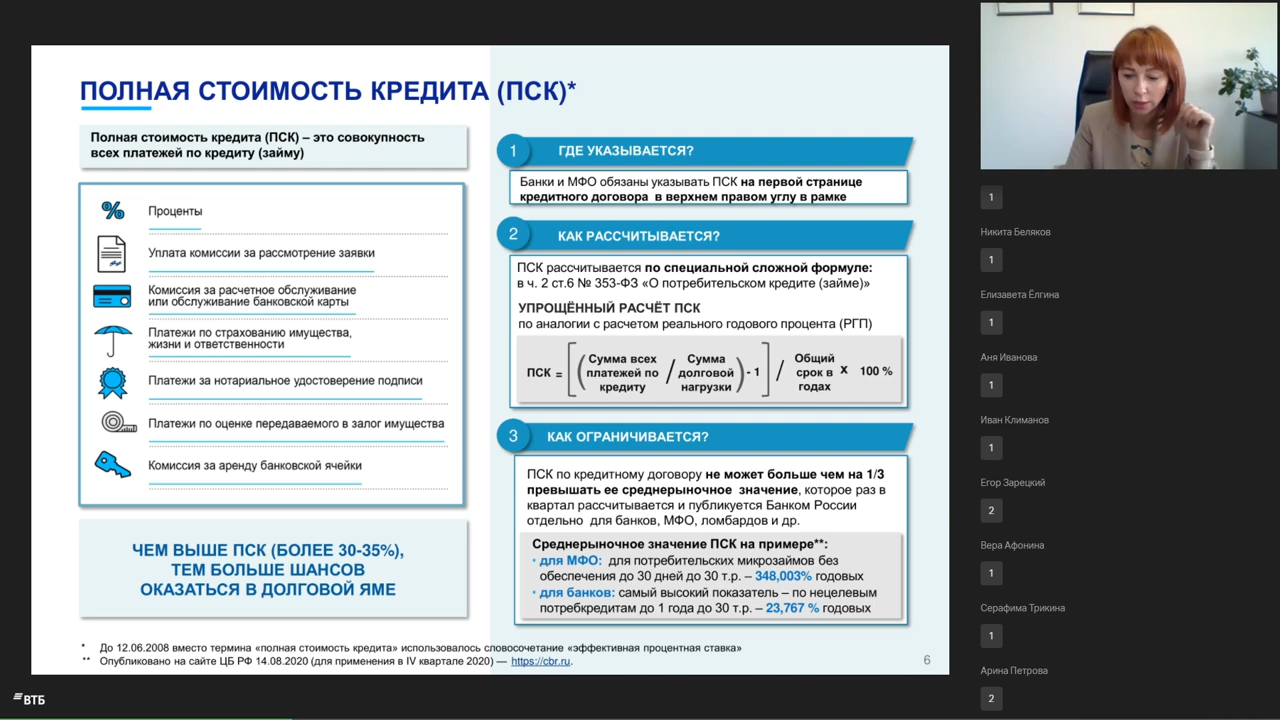 ПОЛНАЯ СТОИМОСТЬ КРЕДИТА (ПСК)*
Полная стоимость кредита (ПСК) – это совокупность
всех платежей по кредиту (займу)
%
Проценты
Уплата комиссии за рассмотрение заявки
Комиссия за расчетное обслуживание
или обслуживание банковской карты
Платежи по страхованию имущества,
жизни и ответственности
Платежи за нотариальное удостоверение подписи
Платежи по оценке передаваемого в залог имущества
Комиссия за аренду банковской ячейки
ЧЕМ ВЫШЕ ПСК (БОЛЕЕ 30-35%),
ТЕМ БОЛЬШЕ ШАНСОВ
ОКАЗАТЬСЯ В ДОЛГОВОЙ ЯМЕ
1 ГДЕ УКАЗЫВАЕТСЯ?
Банки и МФО обязаны указывать ПСК на первой странице
кредитного договора в верхнем правом углу в рамке
2 КАК РАССЧИТЫВАЕТСЯ?
ПСК рассчитывается по специальной сложной формуле:
в ч. 2 ст.6 № 353-ФЗ «О потребительском кредите (займе)»
УПРОЩЁННЫЙ РАСЧЁТ ПСК
по аналогии с расчетом реального годового процента (РГП)
ПСК = [(Сумма всех платежей по кредиту / Сумма долговой нагрузки) - 1] / Общий срок в годах x 100 %
3 КАК ОГРАНИЧИВАЕТСЯ?
ПСК по кредитному договору не может больше чем на 1/3
превышать ее среднерыночное значение, которое раз в
квартал рассчитывается и публикуется Банком России
отдельно для банков, МФО, ломбардов и др.
Среднерыночное значение ПСК на примере**:
• для МФО: для потребительских микрозаймов без
обеспечения до 30 дней до 30 т.р. – 348,003% годовых
• для банков: самый высокий показатель – по нецелевым
потребкредитам до 1 года до 30 т.р. – 23,767 % годовых
* До 12.06.2008 вместо термина «полная стоимость кредита» использовалось словосочетание «эффективная процентная ставка»
** Опубликовано на сайте ЦБ РФ 14.08.2020 (для применения в IV квартале 2020) — https://cbr.ru.
6
ВТБ
1
Никита Беляков
1
Елизавета Ёлгина
1
Аня Иванова
1
Иван Климанов
1
Егор Зарецкий
2
Вера Афонина
1
Серафима Трикина
1
Арина Петрова
2